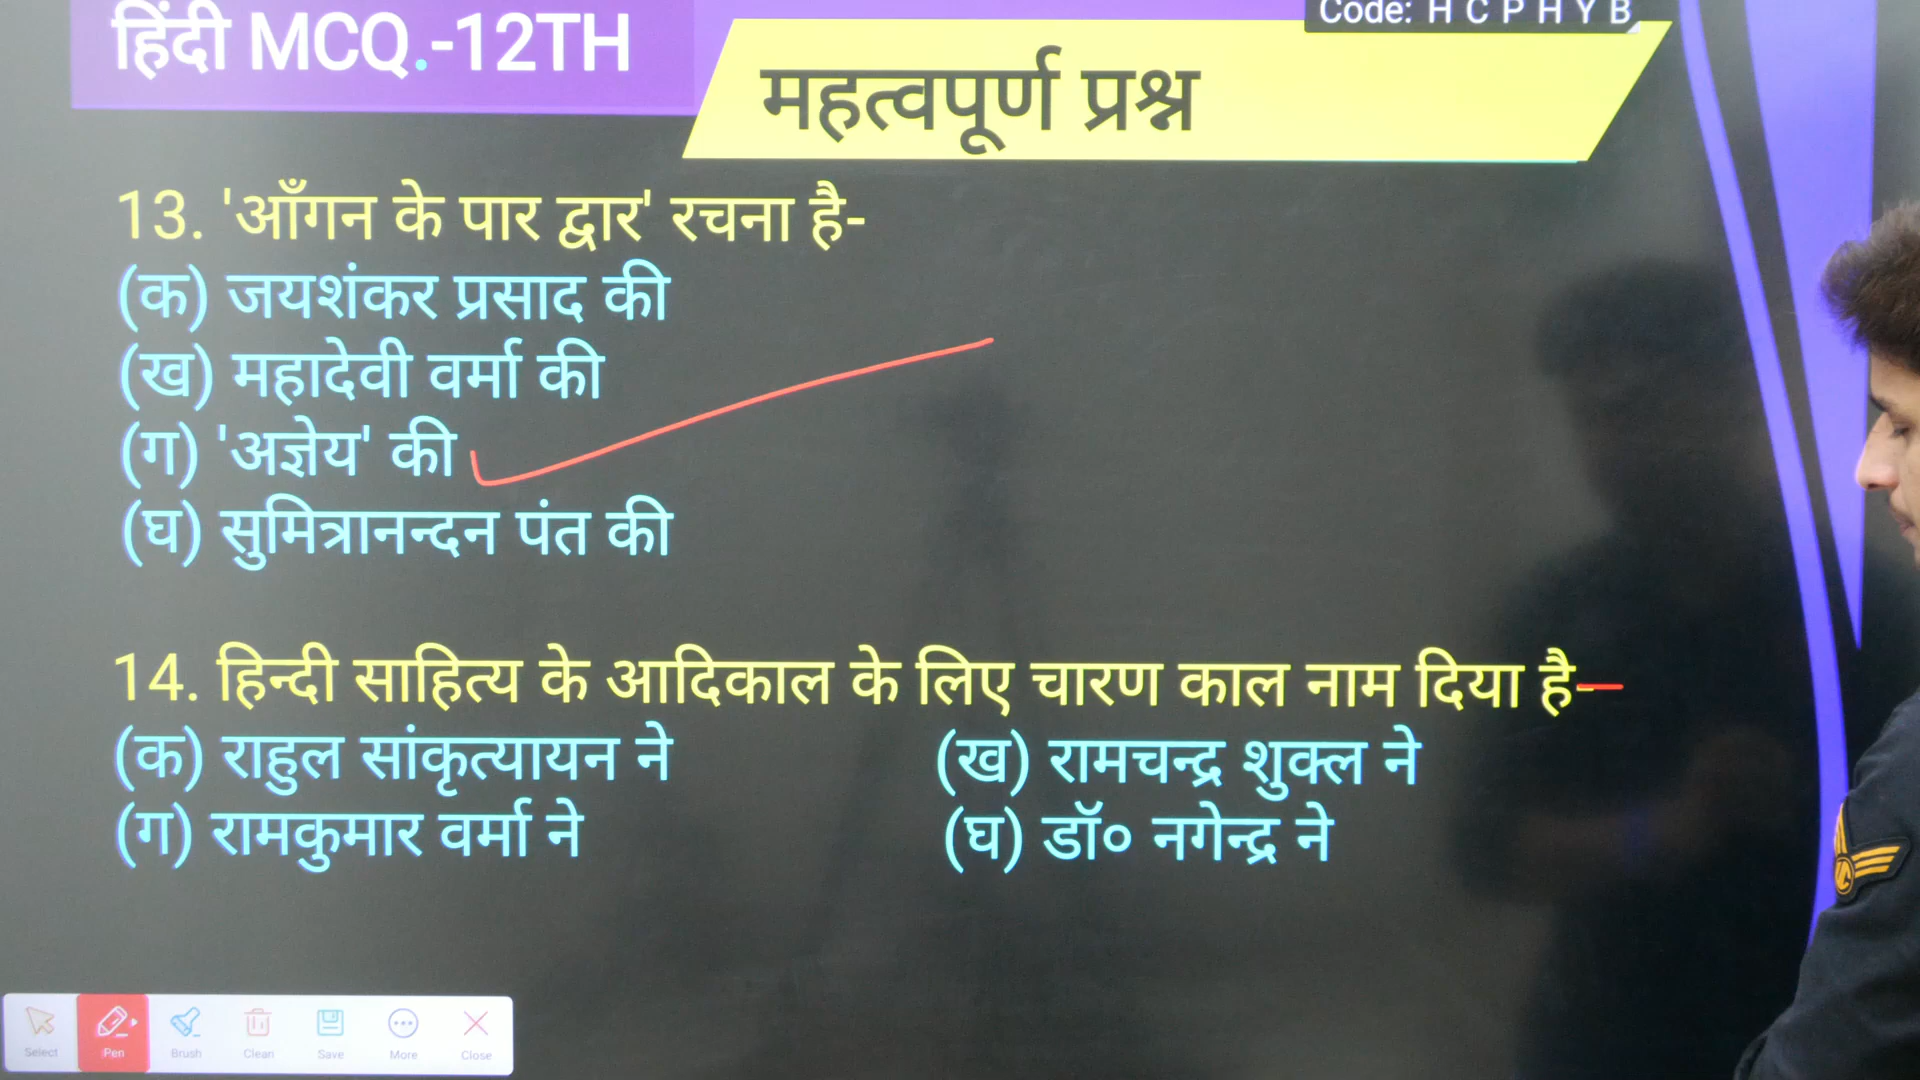 Code: H C P H Y B
हिंदी MCQ.-12TH
महत्वपूर्ण प्रश्न
13. 'आँगन के पार द्वार' रचना है-
(क) जयशंकर प्रसाद की
(ख) महादेवी वर्मा की
(ग) 'अज्ञेय' की
(घ) सुमित्रानन्दन पंत की
14. हिन्दी साहित्य के आदिकाल के लिए चारण काल नाम दिया है-
(क) राहुल सांकृत्यायन ने (ख) रामचन्द्र शुक्ल ने
(ग) रामकुमार वर्मा ने (घ) डॉ० नगेन्द्र ने
Select Pen Brush Clean Save More Close